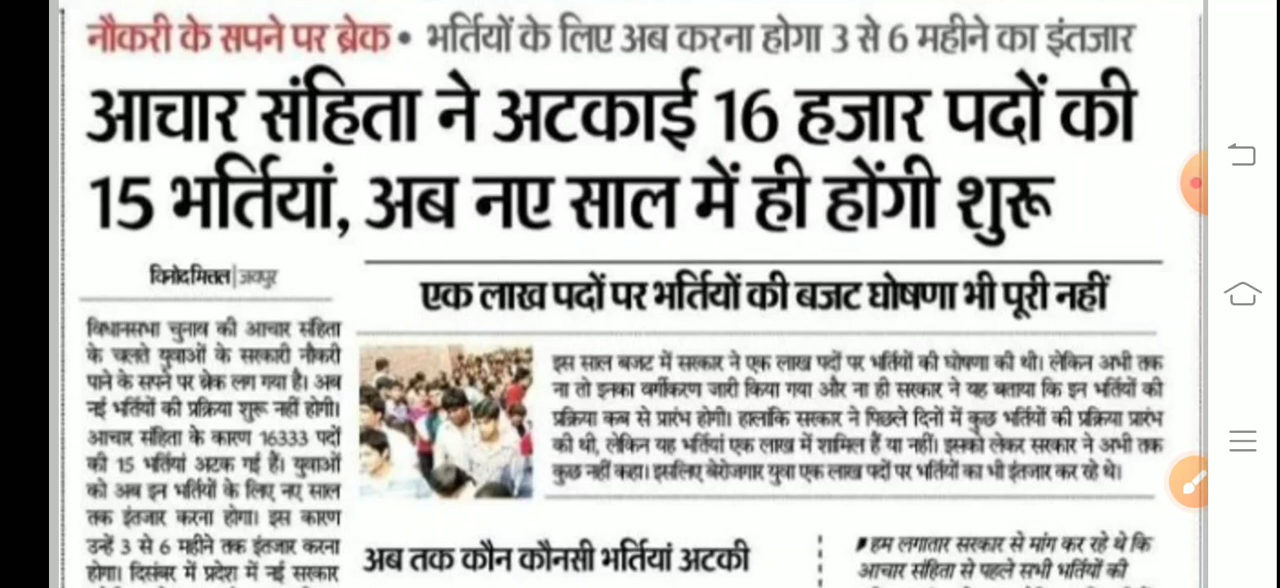 नौकरी के सपने पर ब्रेक • भर्तियों के लिए अब करना होगा 3 से 6 महीने का इंतजार
आचार संहिता ने अटकाई 16 हजार पदों की
15 भर्तियां, अब नए साल में ही होंगी शुरू
विनोद मित्तल | जयपुर
विधानसभा चुनाव की आचार संहिता
के चलते युवाओं के सरकारी नौकरी
पाने के सपने पर ब्रेक लग गया है। अब
नई भर्तियों की प्रक्रिया शुरू नहीं होगी।
आचार संहिता के कारण 16333 पदों
की 15 भर्तियां अटक गई हैं। युवाओं
को अब इन भर्तियों के लिए नए साल
तक इंतजार करना होगा। इस कारण
उन्हें 3 से 6 महीने तक इंतजार करना
होगा। दिसंबर में प्रदेश में नई सरकार
एक लाख पदों पर भर्तियों की बजट घोषणा भी पूरी नहीं
इस साल बजट में सरकार ने एक लाख पदों पर भर्तियों की घोषणा की थी। लेकिन अभी तक
ना तो इनका वर्गीकरण जारी किया गया और ना ही सरकार ने यह बताया कि इन भर्तियों की
प्रक्रिया कब से प्रारंभ होगी। हालांकि सरकार ने पिछले दिनों में कुछ भर्तियों की प्रक्रिया प्रारंभ
की थी, लेकिन यह भर्तियां एक लाख में शामिल हैं या नहीं। इसको लेकर सरकार ने अभी तक
कुछ नहीं कहा। इसलिए बेरोजगार युवा एक लाख पदों पर भर्तियों का भी इंतजार कर रहे थे।
अब तक कौन कौनसी भर्तियां अटकी
हम लगातार सरकार से मांग कर रहे थे कि
आचार संहिता से पहले सभी भर्तियों की